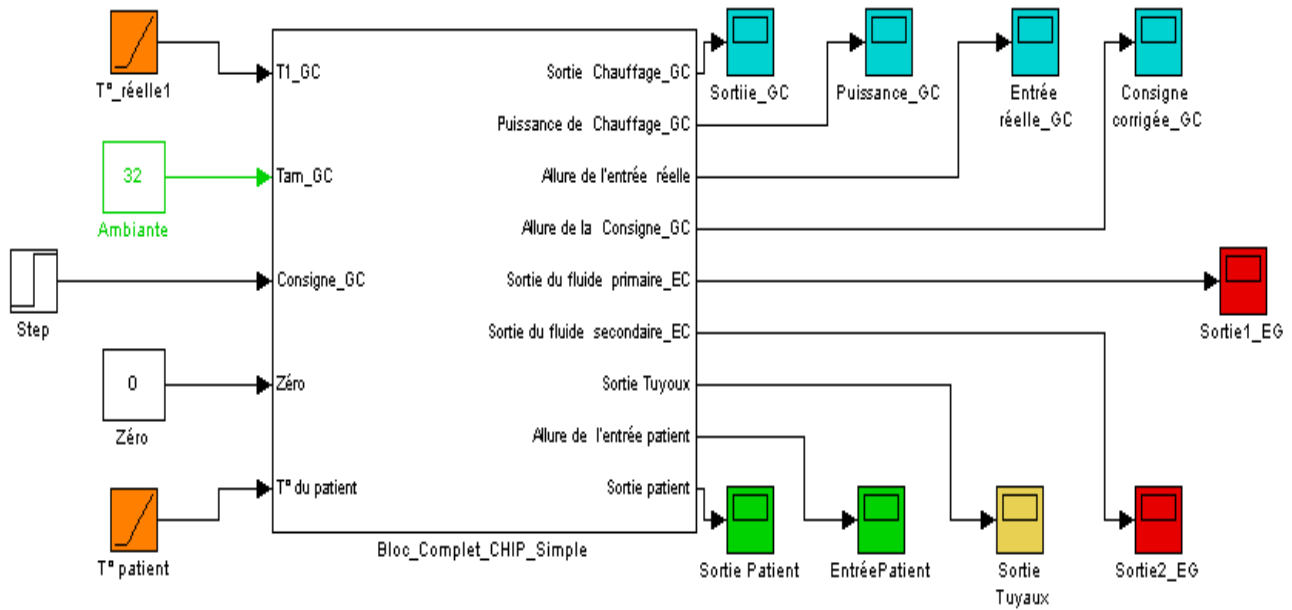 T°_réelle1
32
Ambiante
Step
0
Zéro
T° patient
T1_GC
Tam_GC
Consigne_GC
Zéro
T° du patient
Sortie Chauffage_GC
Puissance de Chauffage_GC
Allure de l'entrée réelle
Allure de la Consigne_GC
Sortie du fluide primaire_EC
Sortie du fluide secondaire_EC
Sortie Tuyoux
Allure de l'entrée patient
Sortie patient
Bloc_Complet_CHIP_Simple
Sortiie_GC
Puissance_GC
Entrée
réelle_GC
Consigne
corrigée_GC
Sortie1_EG
Sortie Patient
EntréePatient
Sortie
Tuyaux
Sortie2_EG